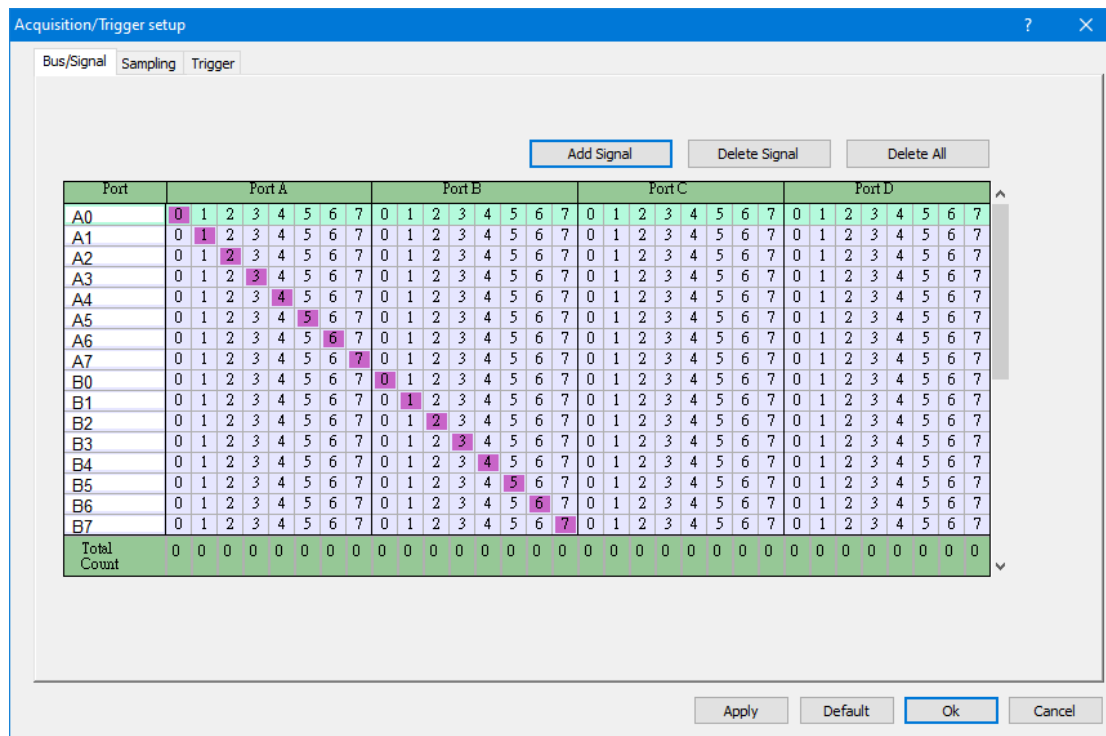 Acquisition/Trigger setup ? ×
Bus/Signal Sampling Trigger
Add Signal Delete Signal Delete All
Port Port A Port B Port C Port D
A0 0 1 2 3 4 5 6 7 0 1 2 3 4 5 6 7 0 1 2 3 4 5 6 7 0 1 2 3 4 5 6 7
A1 0 1 2 3 4 5 6 7 0 1 2 3 4 5 6 7 0 1 2 3 4 5 6 7 0 1 2 3 4 5 6 7
A2 0 1 2 3 4 5 6 7 0 1 2 3 4 5 6 7 0 1 2 3 4 5 6 7 0 1 2 3 4 5 6 7
A3 0 1 2 3 4 5 6 7 0 1 2 3 4 5 6 7 0 1 2 3 4 5 6 7 0 1 2 3 4 5 6 7
A4 0 1 2 3 4 5 6 7 0 1 2 3 4 5 6 7 0 1 2 3 4 5 6 7 0 1 2 3 4 5 6 7
A5 0 1 2 3 4 5 6 7 0 1 2 3 4 5 6 7 0 1 2 3 4 5 6 7 0 1 2 3 4 5 6 7
A6 0 1 2 3 4 5 6 7 0 1 2 3 4 5 6 7 0 1 2 3 4 5 6 7 0 1 2 3 4 5 6 7
A7 0 1 2 3 4 5 6 7 0 1 2 3 4 5 6 7 0 1 2 3 4 5 6 7 0 1 2 3 4 5 6 7
B0 0 1 2 3 4 5 6 7 0 1 2 3 4 5 6 7 0 1 2 3 4 5 6 7 0 1 2 3 4 5 6 7
B1 0 1 2 3 4 5 6 7 0 1 2 3 4 5 6 7 0 1 2 3 4 5 6 7 0 1 2 3 4 5 6 7
B2 0 1 2 3 4 5 6 7 0 1 2 3 4 5 6 7 0 1 2 3 4 5 6 7 0 1 2 3 4 5 6 7
B3 0 1 2 3 4 5 6 7 0 1 2 3 4 5 6 7 0 1 2 3 4 5 6 7 0 1 2 3 4 5 6 7
B4 0 1 2 3 4 5 6 7 0 1 2 3 4 5 6 7 0 1 2 3 4 5 6 7 0 1 2 3 4 5 6 7
B5 0 1 2 3 4 5 6 7 0 1 2 3 4 5 6 7 0 1 2 3 4 5 6 7 0 1 2 3 4 5 6 7
B6 0 1 2 3 4 5 6 7 0 1 2 3 4 5 6 7 0 1 2 3 4 5 6 7 0 1 2 3 4 5 6 7
B7 0 1 2 3 4 5 6 7 0 1 2 3 4 5 6 7 0 1 2 3 4 5 6 7 0 1 2 3 4 5 6 7
Total
Count 0 0 0 0 0 0 0 0 0 0 0 0 0 0 0 0 0 0 0 0 0 0 0 0 0 0 0 0 0 0 0 0
Apply Default Ok Cancel